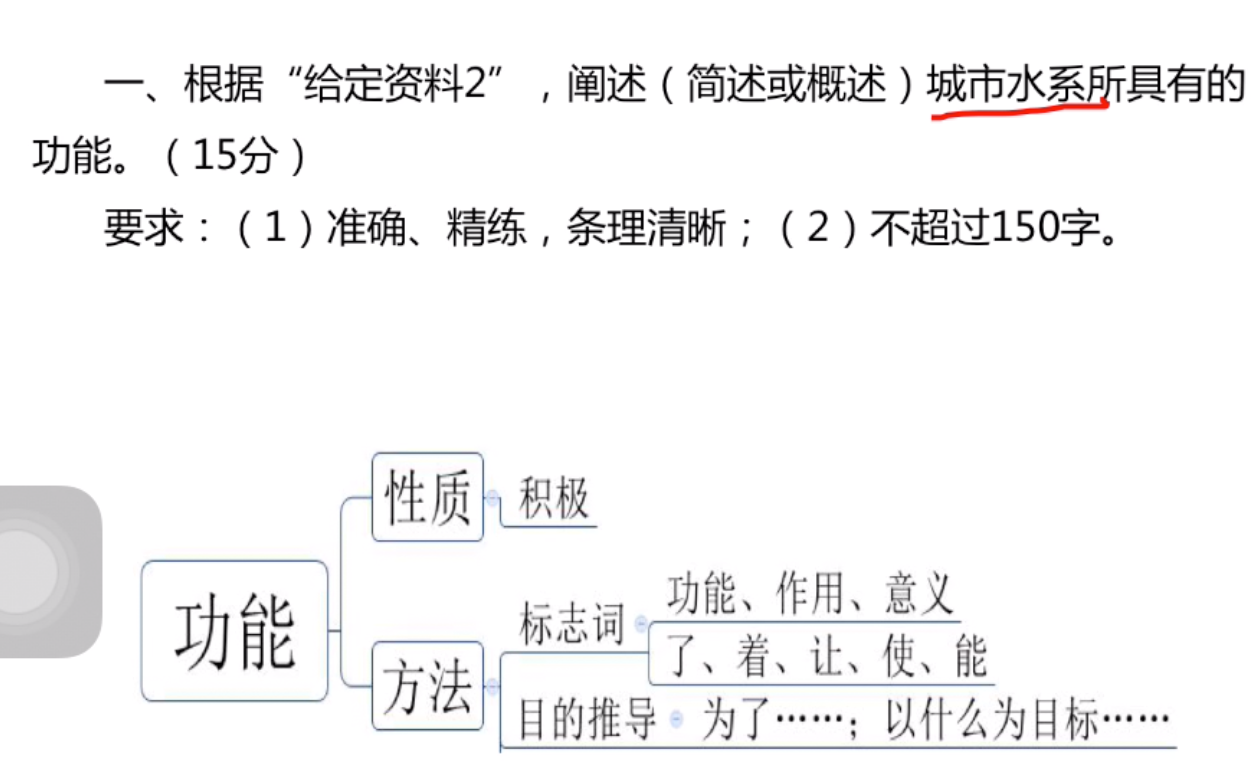 一、根据“给定资料2”，阐述（简述或概述）城市水系所具有的
功能。（15分）
要求：（1）准确、精练，条理清晰；（2）不超过150字。
性质
积极
功能
标志词
功能、作用、意义
了、着、让、使、能
方法
目的推导
为了……；以什么为目标……